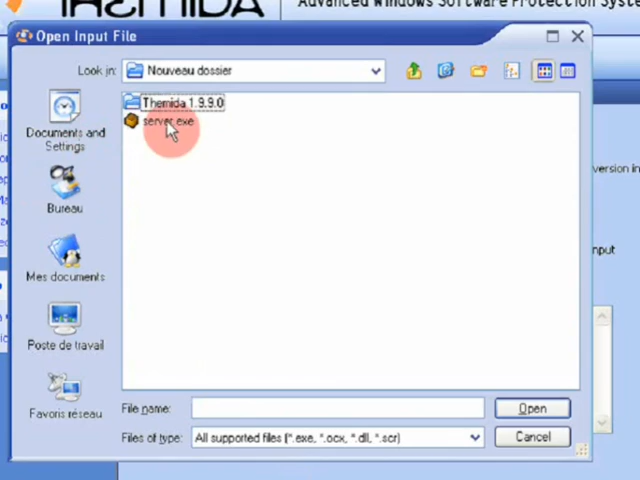 THEMIDA
Advanced Windows Software Protection System
Open Input File
Look in:
Nouveau dossier
Themida 1.9.9.0
server.exe
Documents and
Settings
Bureau
Mes documents
Poste de travail
Favoris réseau
version in
nput
File name:
Open
Files of type:
All supported files (*.exe, *.ocx, *.dll, *.scr)
Cancel